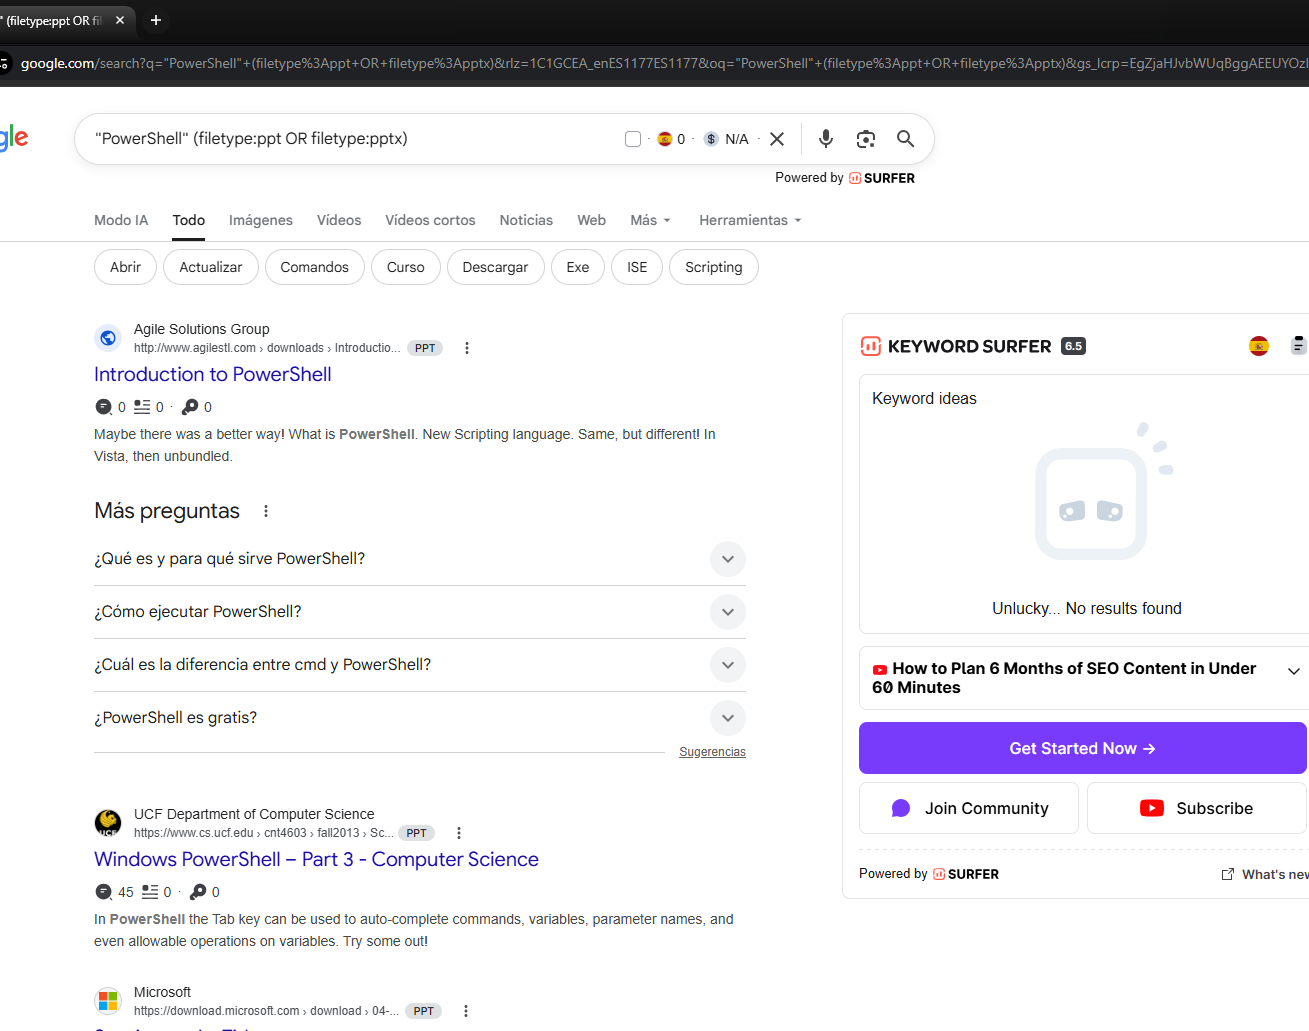 " (filetype:ppt OR fil
google.com/search?q="PowerShell"+(filetype%3Appt+OR+filetype%3Apptx)&rlz=1C1GCEA_enES1177ES1177&oq="PowerShell"+(filetype%3Appt+OR+filetype%3Apptx)&gs_lcrp=EgZjaHJvbWUqBggAEEUYOzI
gle
"PowerShell" (filetype:ppt OR filetype:pptx)
· 0 · $ N/A ·
Powered by SURFER
Modo IA Todo Imágenes Vídeos Vídeos cortos Noticias Web Más Herramientas
Abrir Actualizar Comandos Curso Descargar Exe ISE Scripting
Agile Solutions Group
http://www.agilestl.com › downloads › Introductio... PPT
Introduction to PowerShell
0 0 · 0
Maybe there was a better way! What is PowerShell. New Scripting language. Same, but different! In
Vista, then unbundled.
Más preguntas
¿Qué es y para qué sirve PowerShell?
¿Cómo ejecutar PowerShell?
¿Cuál es la diferencia entre cmd y PowerShell?
¿PowerShell es gratis?
Sugerencias
UCF Department of Computer Science
https://www.cs.ucf.edu › cnt4603 › fall2013 › Sc... PPT
Windows PowerShell – Part 3 - Computer Science
45 0 · 0
In PowerShell the Tab key can be used to auto-complete commands, variables, parameter names, and
even allowable operations on variables. Try some out!
Microsoft
https://download.microsoft.com › download › 04-... PPT
KEYWORD SURFER 6.5
Keyword ideas
Unlucky... No results found
How to Plan 6 Months of SEO Content in Under
60 Minutes
Get Started Now →
Join Community
Subscribe
Powered by SURFER
What's new